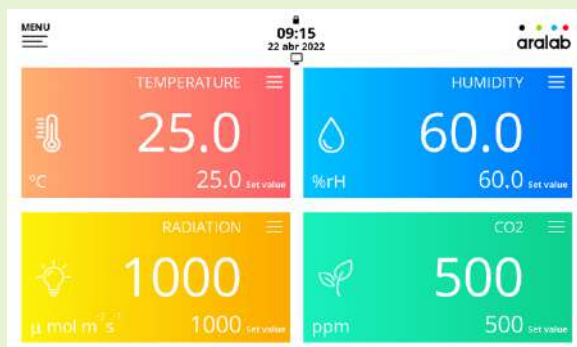 MENU
09:15
22 abr 2022
aralab
TEMPERATURE
25.0
°C
25.0 Set value
HUMIDITY
60.0
%rH
60.0 Set value
RADIATION
1000
µ mol m⁻² s⁻¹
1000 Set value
CO2
500
ppm
500 Set value